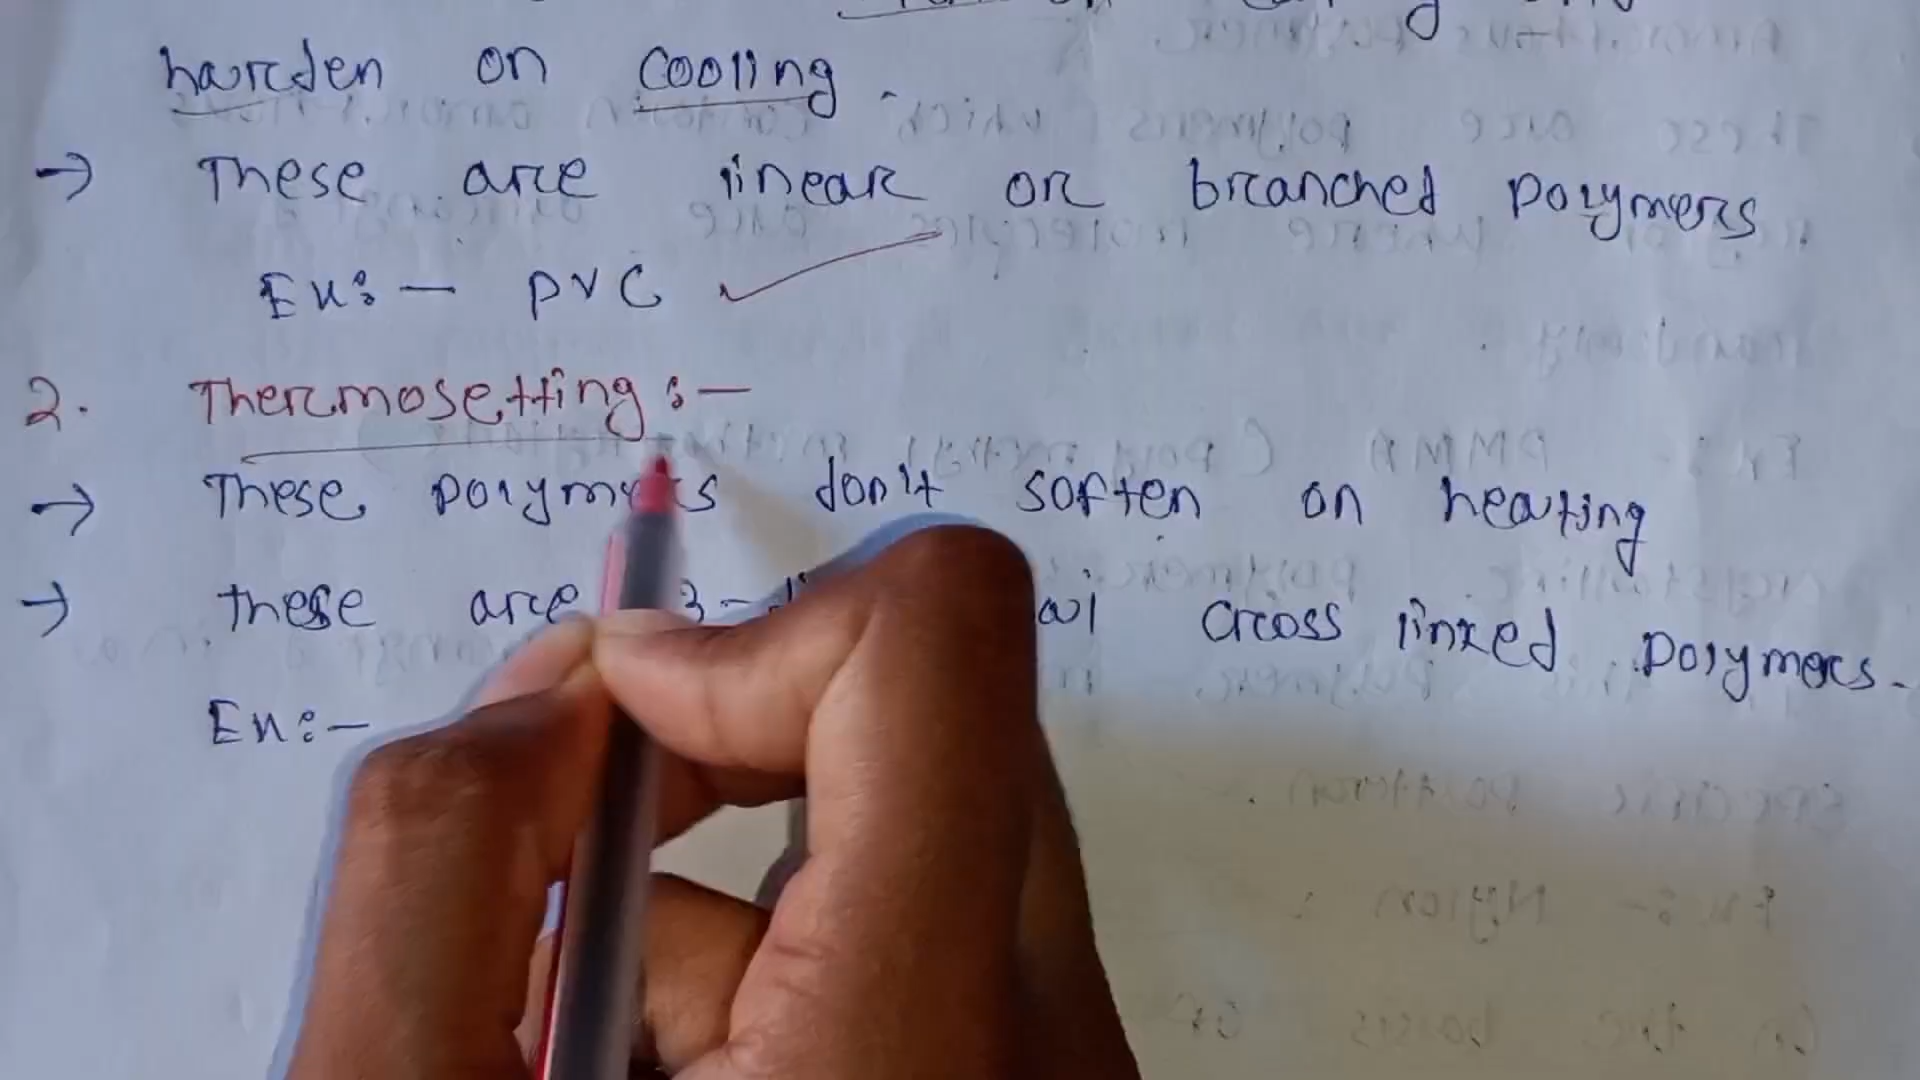 harden on cooling.
→ These are linear or branched polymers
Ex:- PVC
2. Thermosetting :-
→ These polymers don't soften on heating
→ these are 3- cross linked polymers.
Ex:-